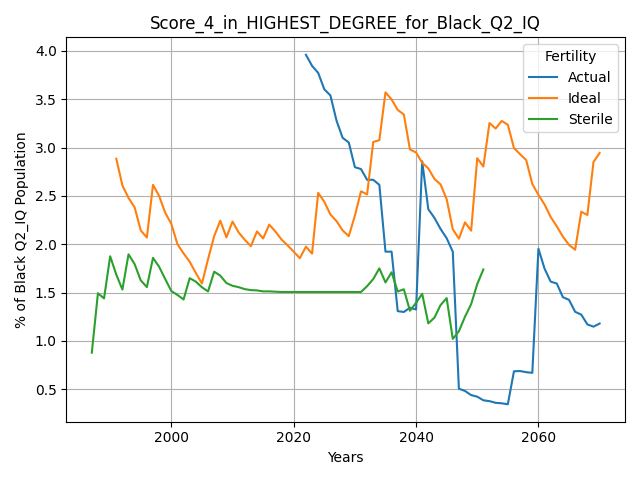 Score_4_in_HIGHEST_DEGREE_for_Black_Q2_IQ
Fertility
Actual
Ideal
Sterile
% of Black Q2_IQ Population
4.0
3.5
3.0
2.5
2.0
1.5
1.0
0.5
2000 2020 2040 2060
Years